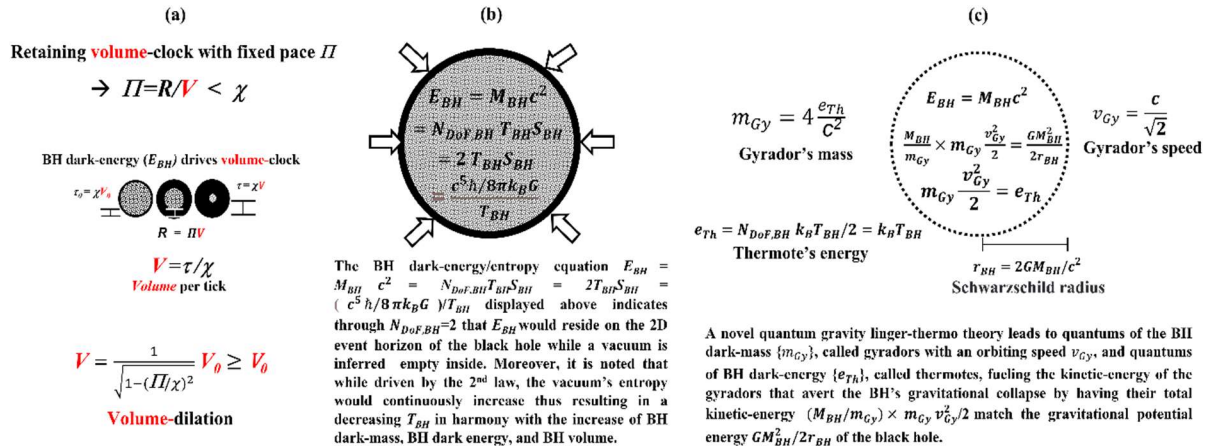 (a)
Retaining volume-clock with fixed pace Π
→ Π=R/V < χ
BH dark-energy (E_BH) drives volume-clock
τ₀ = χV₀
τ = χV
R = ΠV
V = τ/χ
Volume per tick
V = 1/√(1−(Π/χ)²) V₀ ≥ V₀
Volume-dilation
(b)
E_BH = M_BH c²
= N_DoF,BH T_BH S_BH
= 2 T_BH S_BH
= (c⁵ ħ/8πk_B G)/T_BH
The BH dark-energy/entropy equation E_BH =
M_BH c² = N_DoF,BH T_BH S_BH = 2T_BH S_BH =
( c⁵ ħ/8πk_B G )/T_BH displayed above indicates
through N_DoF,BH=2 that E_BH would reside on the 2D
event horizon of the black hole while a vacuum is
inferred empty inside. Moreover, it is noted that
while driven by the 2nd law, the vacuum's entropy
would continuously increase thus resulting in a
decreasing T_BH in harmony with the increase of BH
dark-mass, BH dark energy, and BH volume.
(c)
m_Gy = 4 e_Th/c²
Gyrador's mass
E_BH = M_BH c²
M_BH/m_Gy × m_Gy v²_Gy/2 = GM²_BH/2r_BH
m_Gy v²_Gy/2 = e_Th
v_Gy = c/√2
Gyrador's speed
e_Th = N_DoF,BH k_B T_BH/2 = k_B T_BH
Thermote's energy
r_BH = 2GM_BH/c²
Schwarzschild radius
A novel quantum gravity linger-thermo theory leads to quantums of the BH
dark-mass {m_Gy}, called gyradors with an orbiting speed v_Gy, and quantums
of BH dark-energy {e_Th}, called thermotes, fueling the kinetic-energy of the
gyradors that avert the BH's gravitational collapse by having their total
kinetic-energy (M_BH/m_Gy) × m_Gy v²_Gy/2 match the gravitational potential
energy GM²_BH/2r_BH of the black hole.